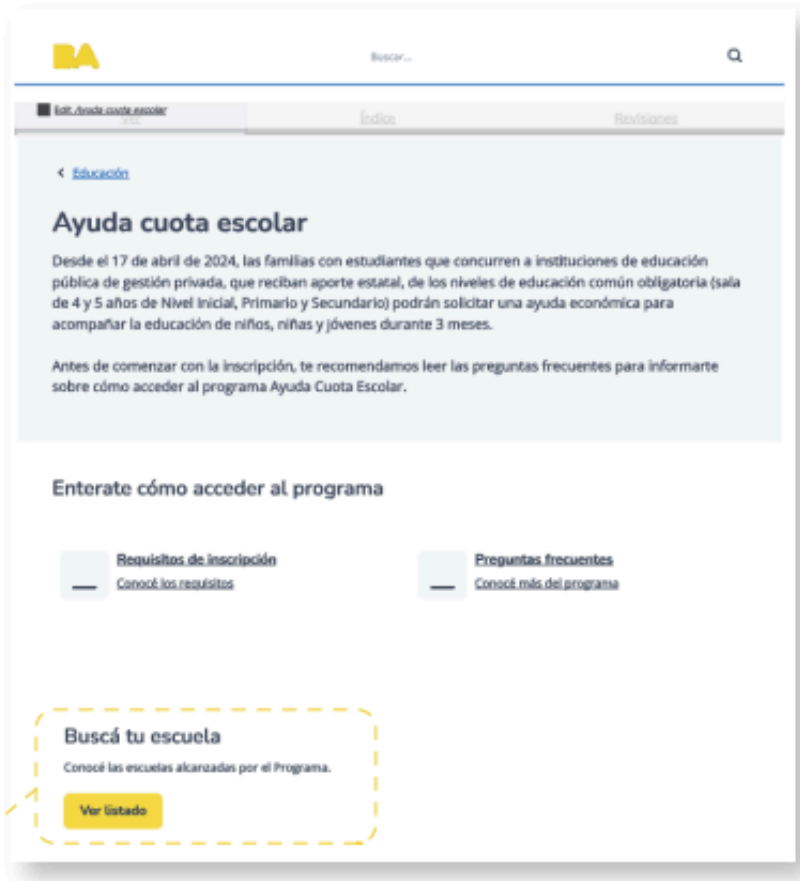 BA
Buscar...
Edit Ayuda cuota escolar
Ver
Índice
Revisiones
Educación
Ayuda cuota escolar
Desde el 17 de abril de 2024, las familias con estudiantes que concurren a instituciones de educación
pública de gestión privada, que reciban aporte estatal, de los niveles de educación común obligatoria (sala
de 4 y 5 años de Nivel Inicial, Primario y Secundario) podrán solicitar una ayuda económica para
acompañar la educación de niños, niñas y jóvenes durante 3 meses.
Antes de comenzar con la inscripción, te recomendamos leer las preguntas frecuentes para informarte
sobre cómo acceder al programa Ayuda Cuota Escolar.
Enterate cómo acceder al programa
Requisitos de inscripción
Conocé los requisitos
Preguntas frecuentes
Conocé más del programa
Buscá tu escuela
Conocé las escuelas alcanzadas por el Programa.
Ver listado